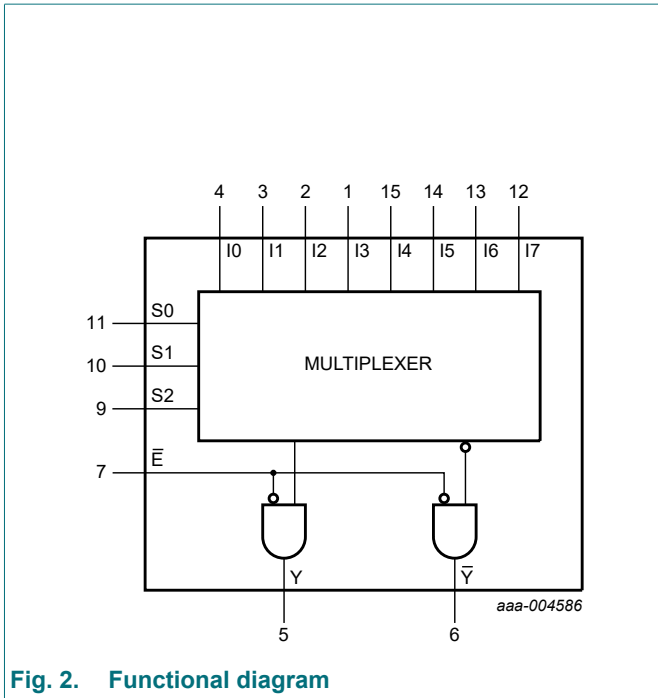 4 3 2 1 15 14 13 12
I0 I1 I2 I3 I4 I5 I6 I7
11 S0
MULTIPLEXER
10 S1
9 S2
7 E̅
Y Y̅
aaa-004586
5 6
Fig. 2. Functional diagram